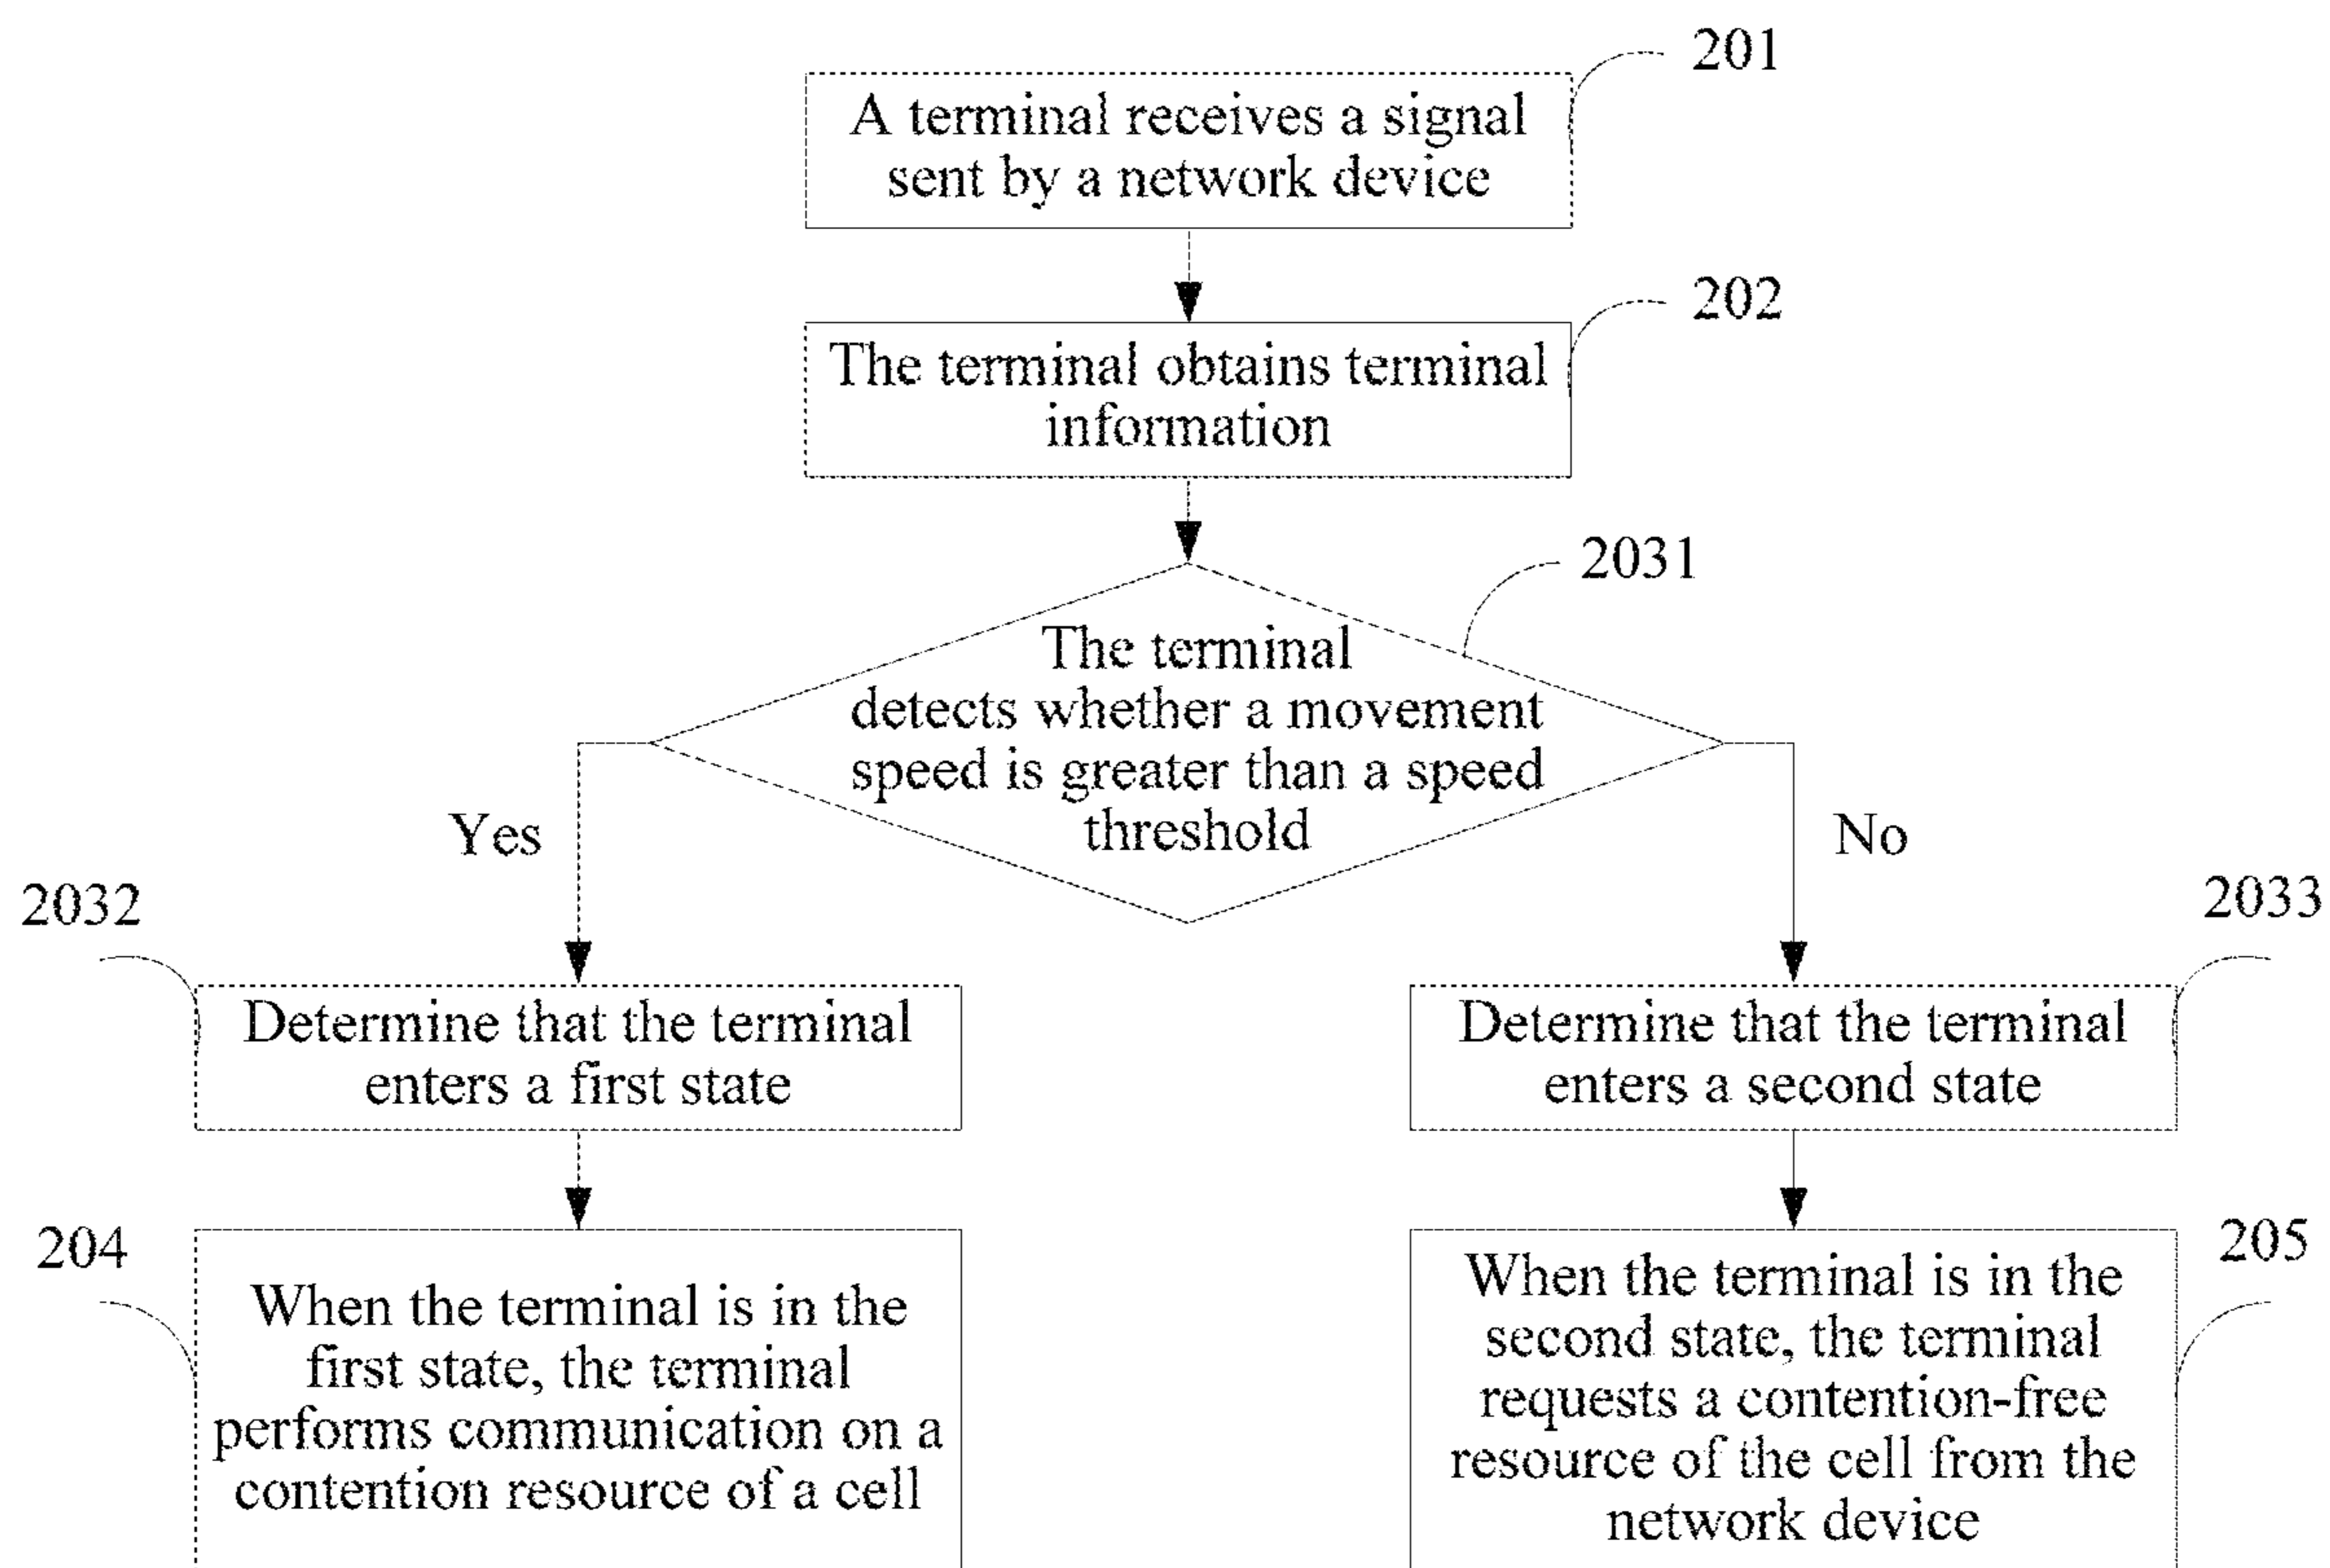 201
A terminal receives a signal
sent by a network device
202
The terminal obtains terminal
information
2031
The terminal
detects whether a movement
speed is greater than a speed
threshold
Yes
No
2032
2033
Determine that the terminal
enters a first state
Determine that the terminal
enters a second state
204
205
When the terminal is in the
first state, the terminal
performs communication on a
contention resource of a cell
When the terminal is in the
second state, the terminal
requests a contention-free
resource of the cell from the
network device